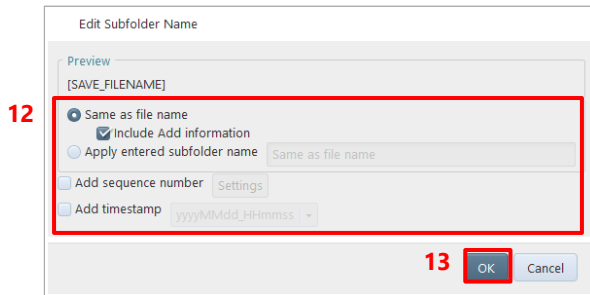 Edit Subfolder Name
Preview
[SAVE_FILENAME]
12
Same as file name
Include Add information
Apply entered subfolder name Same as file name
Add sequence number Settings
Add timestamp yyyyMMdd_HHmmss
13 OK Cancel